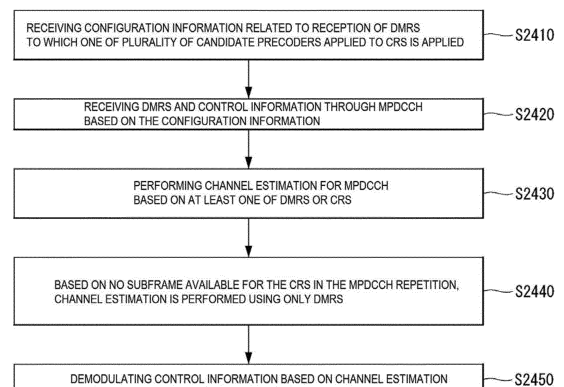 RECEIVING CONFIGURATION INFORMATION RELATED TO RECEPTION OF DMRS
TO WHICH ONE OF PLURALITY OF CANDIDATE PRECODERS APPLIED TO CRS IS APPLIED
S2410
RECEIVING DMRS AND CONTROL INFORMATION THROUGH MPDCCH
BASED ON THE CONFIGURATION INFORMATION
S2420
PERFORMING CHANNEL ESTIMATION FOR MPDCCH
BASED ON AT LEAST ONE OF DMRS OR CRS
S2430
BASED ON NO SUBFRAME AVAILABLE FOR THE CRS IN THE MPDCCH REPETITION,
CHANNEL ESTIMATION IS PERFORMED USING ONLY DMRS
S2440
DEMODULATING CONTROL INFORMATION BASED ON CHANNEL ESTIMATION
S2450